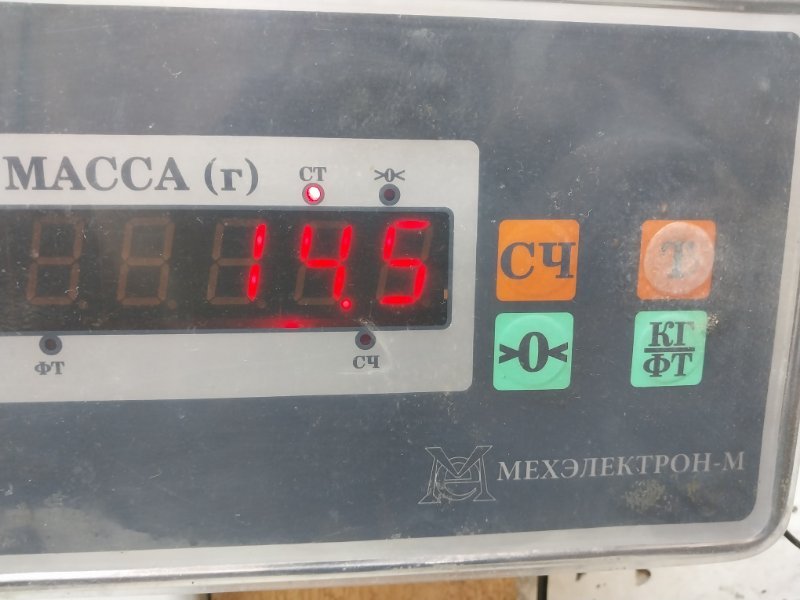 МАССА (г) СТ >0<
14.5
ФТ СЧ
СЧ Т
>0< КГ/ФТ
МЕХЭЛЕКТРОН-М